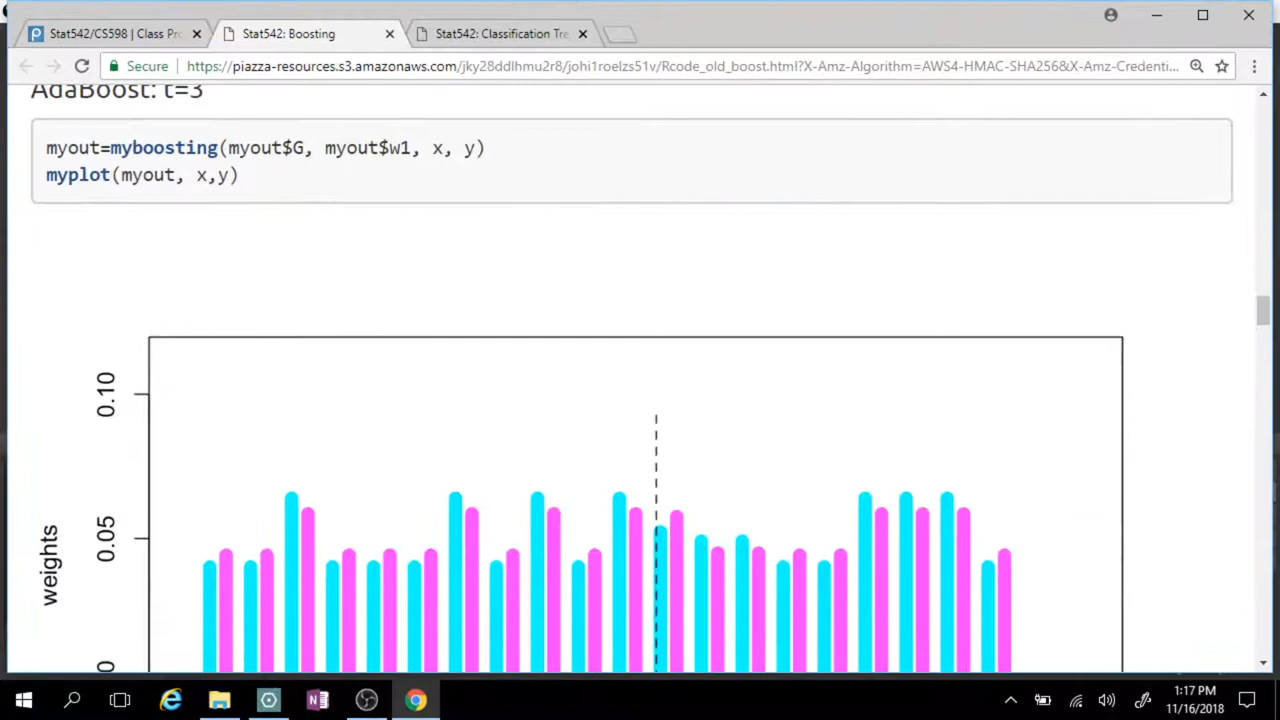 Stat542/CS598 | Class Pr
Stat542: Boosting
Stat542: Classification Tre
Secure
https://piazza-resources.s3.amazonaws.com/jky28ddlhmu2r8/johi1roelzs51v/Rcode_old_boost.html?X-Amz-Algorithm=AWS4-HMAC-SHA256&X-Amz-Credenti...
AdaBoost: t=3
myout=myboosting(myout$G, myout$w1, x, y)
myplot(myout, x,y)
0.10
0.05
weights
1:17 PM
11/16/2018